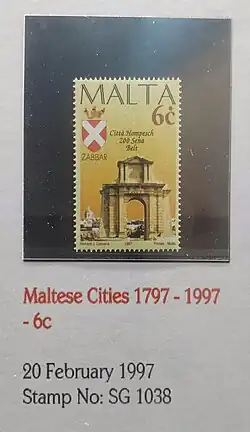 MALTA
6c
Città Hompesch
200 Sena
Belt
ŻABBAR
1997
Maltese Cities 1797 - 1997
- 6c
20 February 1997
Stamp No: SG 1038